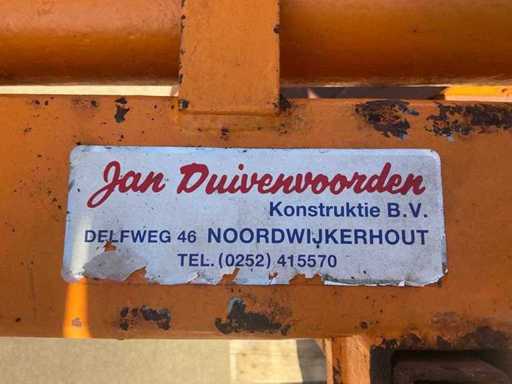 Jan Duivenvoorden
Konstruktie B.V.
DELFWEG 46 NOORDWIJKERHOUT
TEL. (0252) 415570